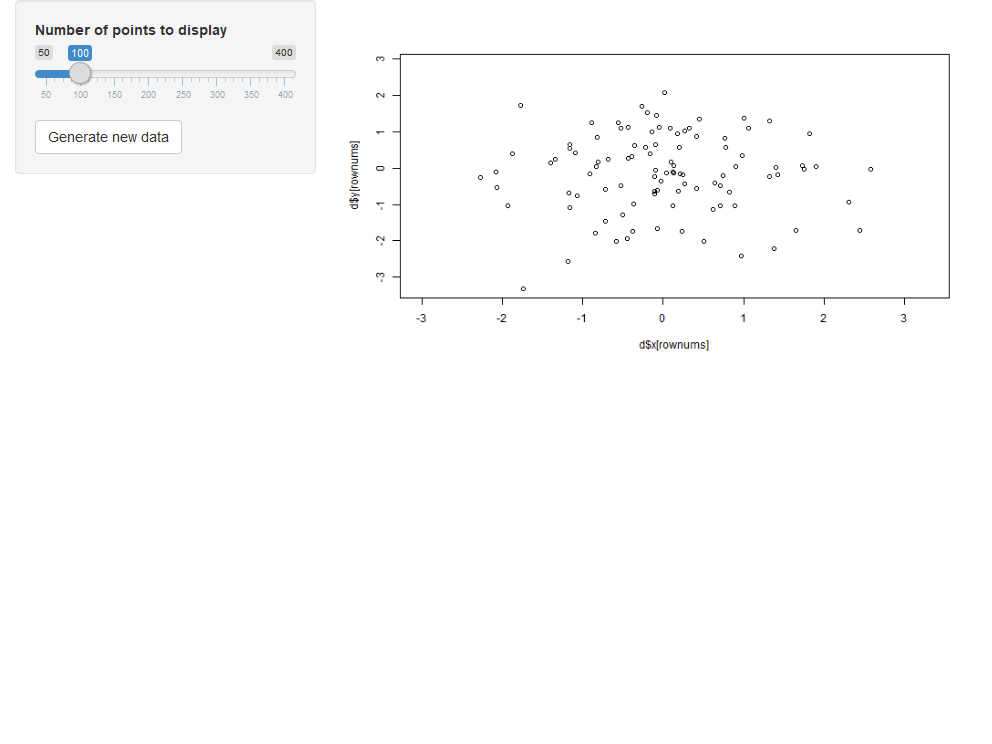 Number of points to display
50 100 400
50 100 150 200 250 300 350 400
Generate new data
3
2
1
0
-1
-2
-3
d$y[rownums]
-3 -2 -1 0 1 2 3
d$x[rownums]